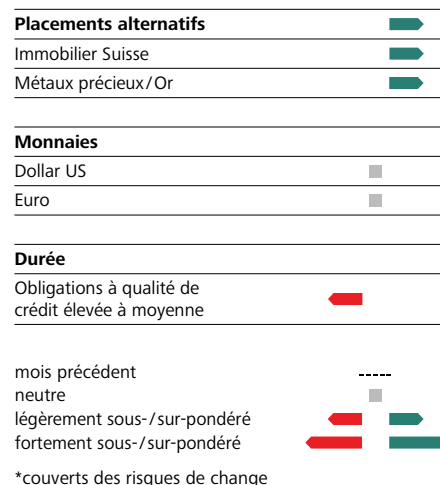 Placements alternatifs
Immobilier Suisse
Métaux précieux/Or
Monnaies
Dollar US
Euro
Durée
Obligations à qualité de
crédit élevée à moyenne
mois précédent
neutre
légèrement sous-/sur-pondéré
fortement sous-/sur-pondéré
*couverts des risques de change